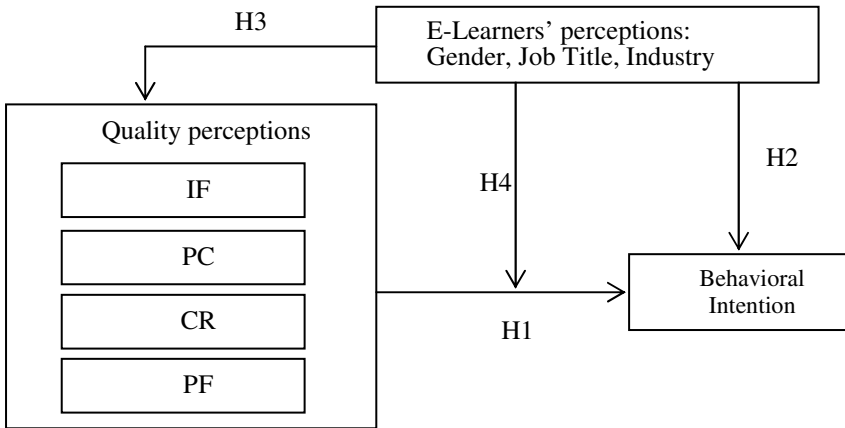 H3
E-Learners’ perceptions:
Gender, Job Title, Industry
Quality perceptions
IF
PC
CR
PF
H4
H2
H1
Behavioral
Intention